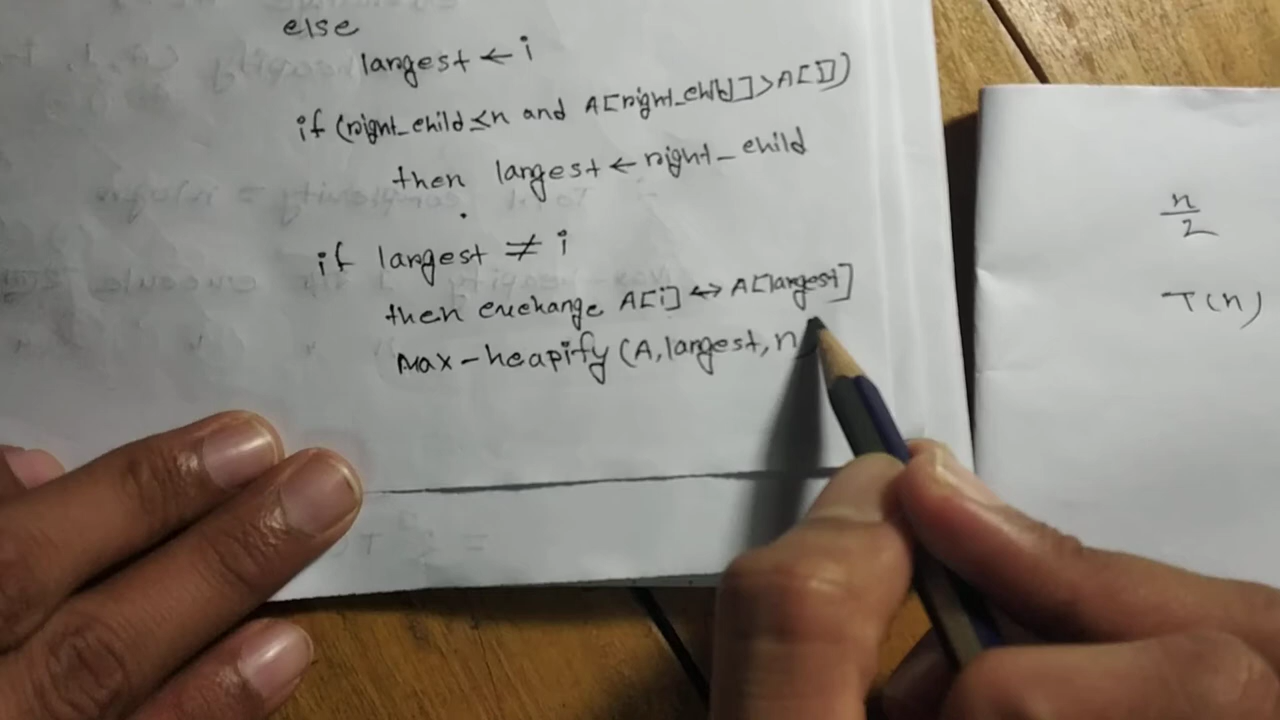 else
largest ← i
if (right_child ≤ n and A[right_child] > A[I])
then largest ← right_child
if largest ≠ i
then exchange A[i] ↔ A[largest]
Max-heapify (A, largest, n)
n/2
T(n)